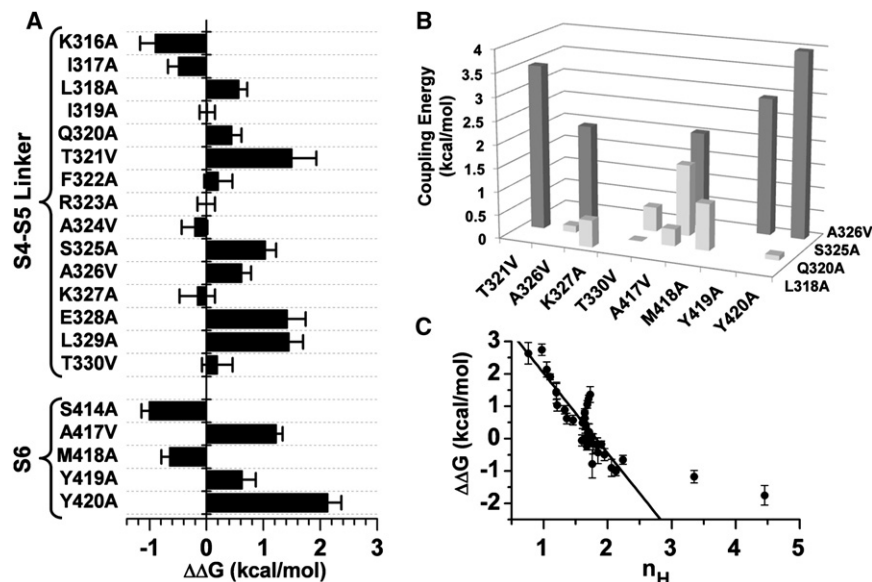 A
S4-S5 Linker
K316A
I317A
L318A
I319A
Q320A
T321V
F322A
R323A
A324V
S325A
A326V
K327A
E328A
L329A
T330V
S6
S414A
A417V
M418A
Y419A
Y420A
-1 0 1 2 3
ΔΔG (kcal/mol)
B
Coupling Energy
(kcal/mol)
4
3.5
3
2.5
2
1.5
1
0.5
0
T321V
A326V
K327A
T330V
A417V
M418A
Y419A
Y420A
A326V
S325A
Q320A
L318A
C
ΔΔG (kcal/mol)
3
2
1
0
-1
-2
1 2 3 4 5
nH